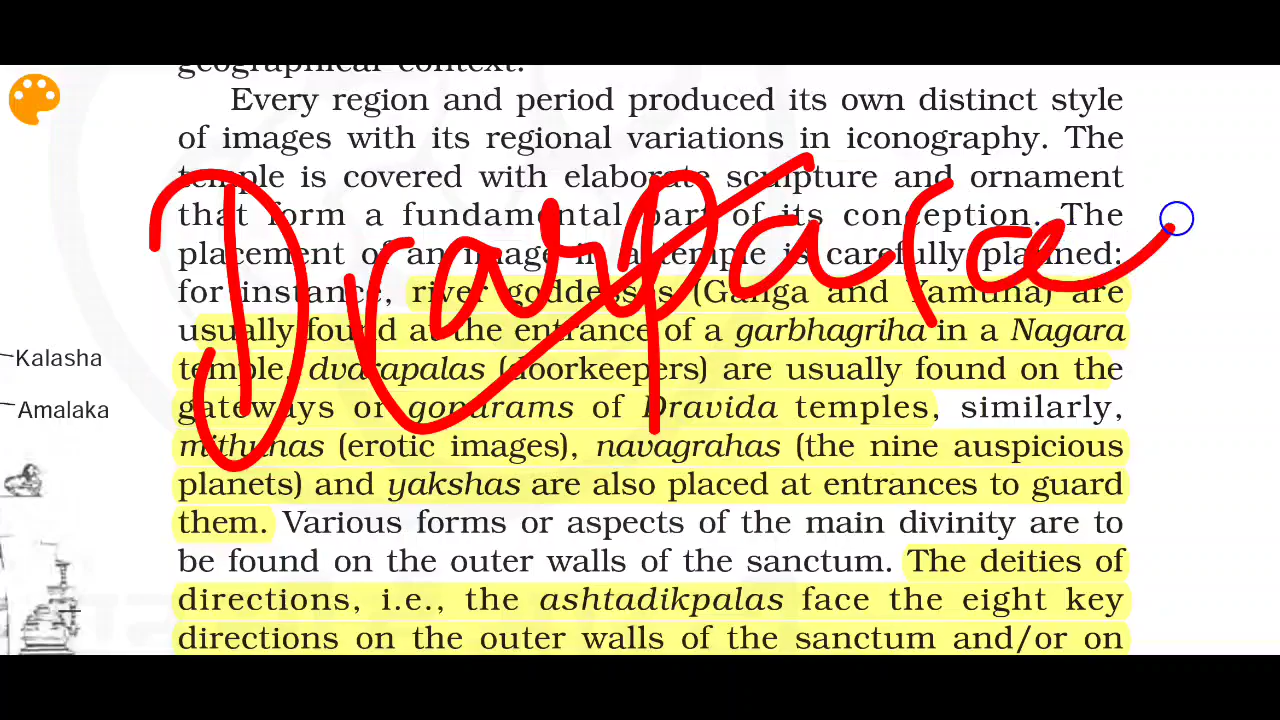 geographical context.
Every region and period produced its own distinct style
of images with its regional variations in iconography. The
temple is covered with elaborate sculpture and ornament
that form a fundamental part of its conception. The
placement of an image in a temple is carefully planned:
for instance, river goddesses (Ganga and Yamuna) are
usually found at the entrance of a garbhagriha in a Nagara
temple, dvarapalas (doorkeepers) are usually found on the
gateways or gopurams of Dravida temples, similarly,
mithunas (erotic images), navagrahas (the nine auspicious
planets) and yakshas are also placed at entrances to guard
them. Various forms or aspects of the main divinity are to
be found on the outer walls of the sanctum. The deities of
directions, i.e., the ashtadikpalas face the eight key
directions on the outer walls of the sanctum and/or on
Kalasha
Amalaka